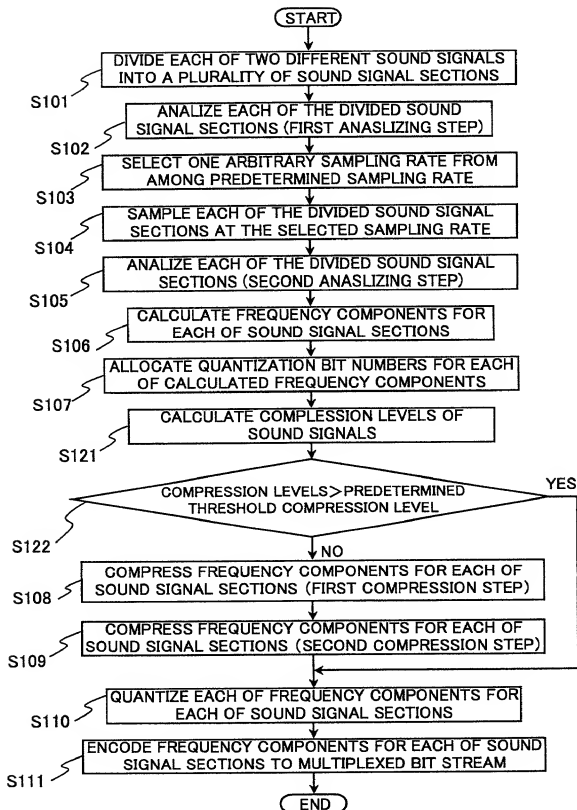 START
DIVIDE EACH OF TWO DIFFERENT SOUND SIGNALS
INTO A PLURALITY OF SOUND SIGNAL SECTIONS
S101
ANALIZE EACH OF THE DIVIDED SOUND
SIGNAL SECTIONS (FIRST ANASLIZING STEP)
S102
SELECT ONE ARBITRARY SAMPLING RATE FROM
AMONG PREDETERMINED SAMPLING RATE
S103
SAMPLE EACH OF THE DIVIDED SOUND SIGNAL
SECTIONS AT THE SELECTED SAMPLING RATE
S104
ANALIZE EACH OF THE DIVIDED SOUND SIGNAL
SECTIONS (SECOND ANASLIZING STEP)
S105
CALCULATE FREQUENCY COMPONENTS FOR
EACH OF SOUND SIGNAL SECTIONS
S106
ALLOCATE QUANTIZATION BIT NUMBERS FOR EACH
OF CALCULATED FREQUENCY COMPONENTS
S107
CALCULATE COMPLESSION LEVELS OF
SOUND SIGNALS
S121
COMPRESSION LEVELS>PREDETERMINED
THRESHOLD COMPRESSION LEVEL
YES
S122
NO
COMPRESS FREQUENCY COMPONENTS FOR EACH OF
SOUND SIGNAL SECTIONS (FIRST COMPRESSION STEP)
S108
COMPRESS FREQUENCY COMPONENTS FOR EACH OF
SOUND SIGNAL SECTIONS (SECOND COMPRESSION STEP)
S109
QUANTIZE EACH OF FREQUENCY COMPONENTS FOR
EACH OF SOUND SIGNAL SECTIONS
S110
ENCODE FREQUENCY COMPONENTS FOR EACH OF SOUND
SIGNAL SECTIONS TO MULTIPLEXED BIT STREAM
S111
END